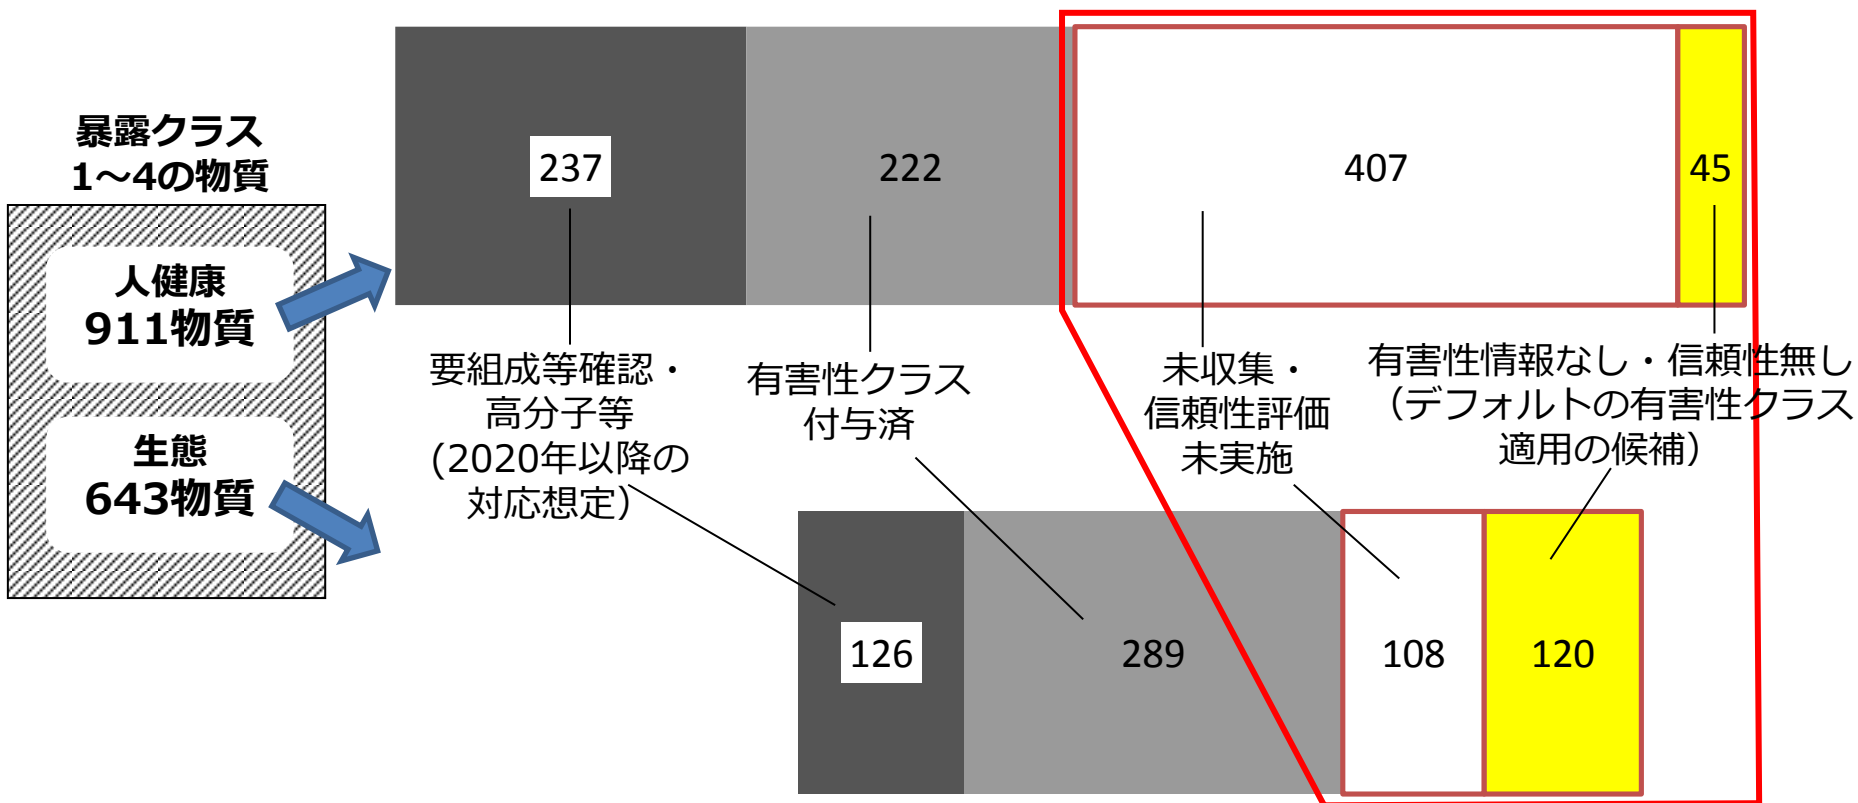 暴露クラス
1～4の物質
人健康
911物質
生態
643物質
237
222
407
45
要組成等確認・
高分子等
(2020年以降の
対応想定）
有害性クラス
付与済
未収集・
信頼性評価
未実施
有害性情報なし・信頼性無し
（デフォルトの有害性クラス
適用の候補）
126
289
108
120